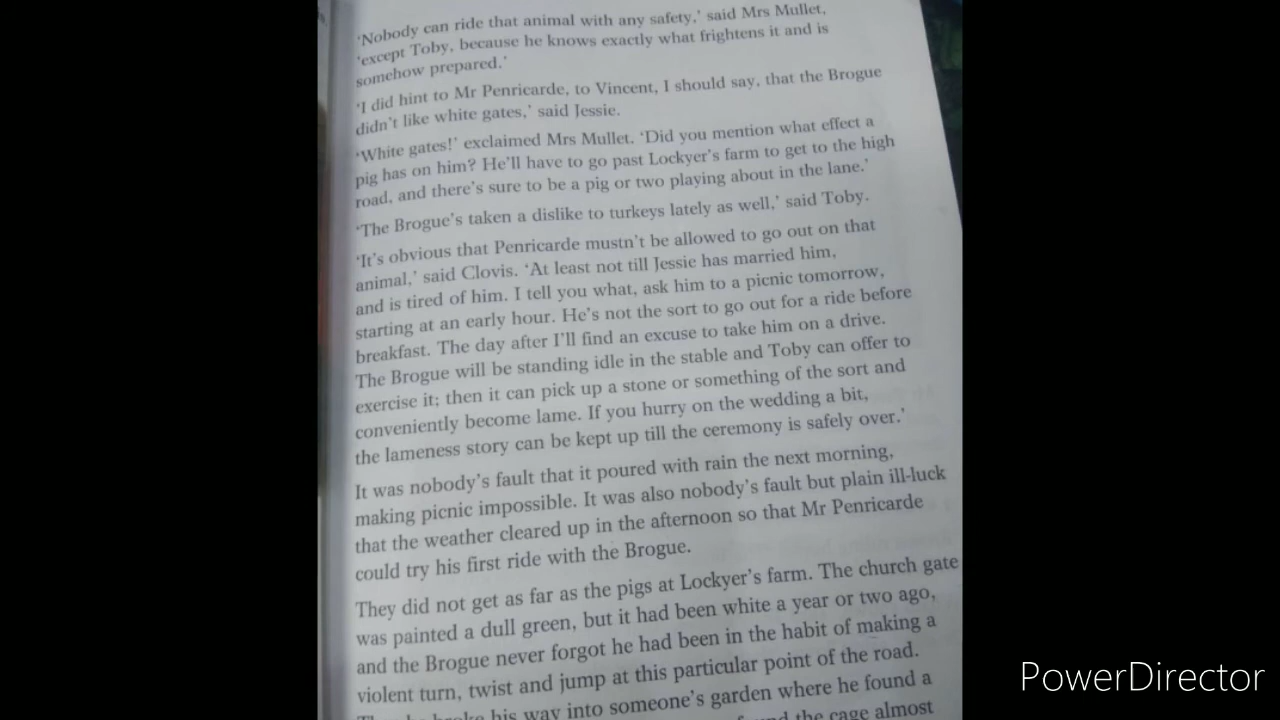 'Nobody can ride that animal with any safety,' said Mrs Mullet,
'except Toby, because he knows exactly what frightens it and is
somehow prepared.'
'I did hint to Mr Penricarde, to Vincent, I should say, that the Brogue
didn't like white gates,' said Jessie.
'White gates!' exclaimed Mrs Mullet. 'Did you mention what effect a
pig has on him? He'll have to go past Lockyer's farm to get to the high
road, and there's sure to be a pig or two playing about in the lane.'
'The Brogue's taken a dislike to turkeys lately as well,' said Toby.
'It's obvious that Penricarde mustn't be allowed to go out on that
animal,' said Clovis. 'At least not till Jessie has married him,
and is tired of him. I tell you what, ask him to a picnic tomorrow,
starting at an early hour. He's not the sort to go out for a ride before
breakfast. The day after I'll find an excuse to take him on a drive.
The Brogue will be standing idle in the stable and Toby can offer to
exercise it; then it can pick up a stone or something of the sort and
conveniently become lame. If you hurry on the wedding a bit,
the lameness story can be kept up till the ceremony is safely over.'
It was nobody's fault that it poured with rain the next morning,
making picnic impossible. It was also nobody's fault but plain ill-luck
that the weather cleared up in the afternoon so that Mr Penricarde
could try his first ride with the Brogue.
They did not get as far as the pigs at Lockyer's farm. The church gate
was painted a dull green, but it had been white a year or two ago,
and the Brogue never forgot he had been in the habit of making a
violent turn, twist and jump at this particular point of the road.
his way into someone's garden where he found a
the cage almost
PowerDirector